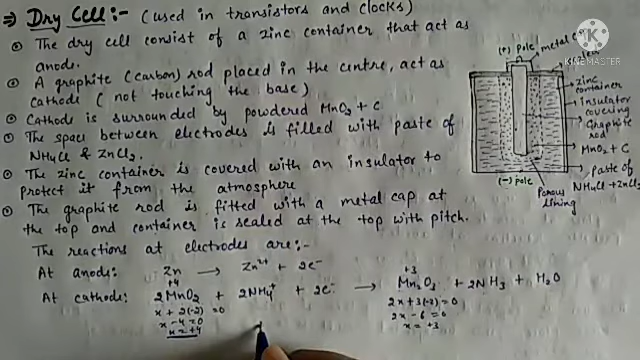 ⇒ Dry Cell:- (used in transistors and clocks)
⊙ The dry cell consist of a zinc container that act as
anode.
⊙ A graphite (carbon) rod placed in the centre, act as
cathode (not touching the base)
⊙ Cathode is surrounded by powdered MnO₂ + C
⊙ The space between electrodes is filled with paste of
NH₄Cl & ZnCl₂.
⊙ The zinc container is covered with an insulator to
protect it from the atmosphere
⊙ The graphite rod is fitted with a metal cap at
the top and container is sealed at the top with pitch.
The reactions at electrodes are:-
At anode: Zn → Zn²⁺ + 2e⁻
+4 +3
At cathode: 2MnO₂ + 2NH₄⁺ + 2e⁻ → Mn₂O₃ + 2NH₃ + H₂O
x + 2(-2) = 0 2x + 3(-2) = 0
x - 4 = 0 2x - 6 = 0
x = +4 x = +3
(+) pole
metal cap
zinc
container
insulator
covering
Graphite
rod
MnO₂ + C
Paste of
NH₄Cl + ZnCl₂
(-) pole
Porous
lining
KINEMASTER